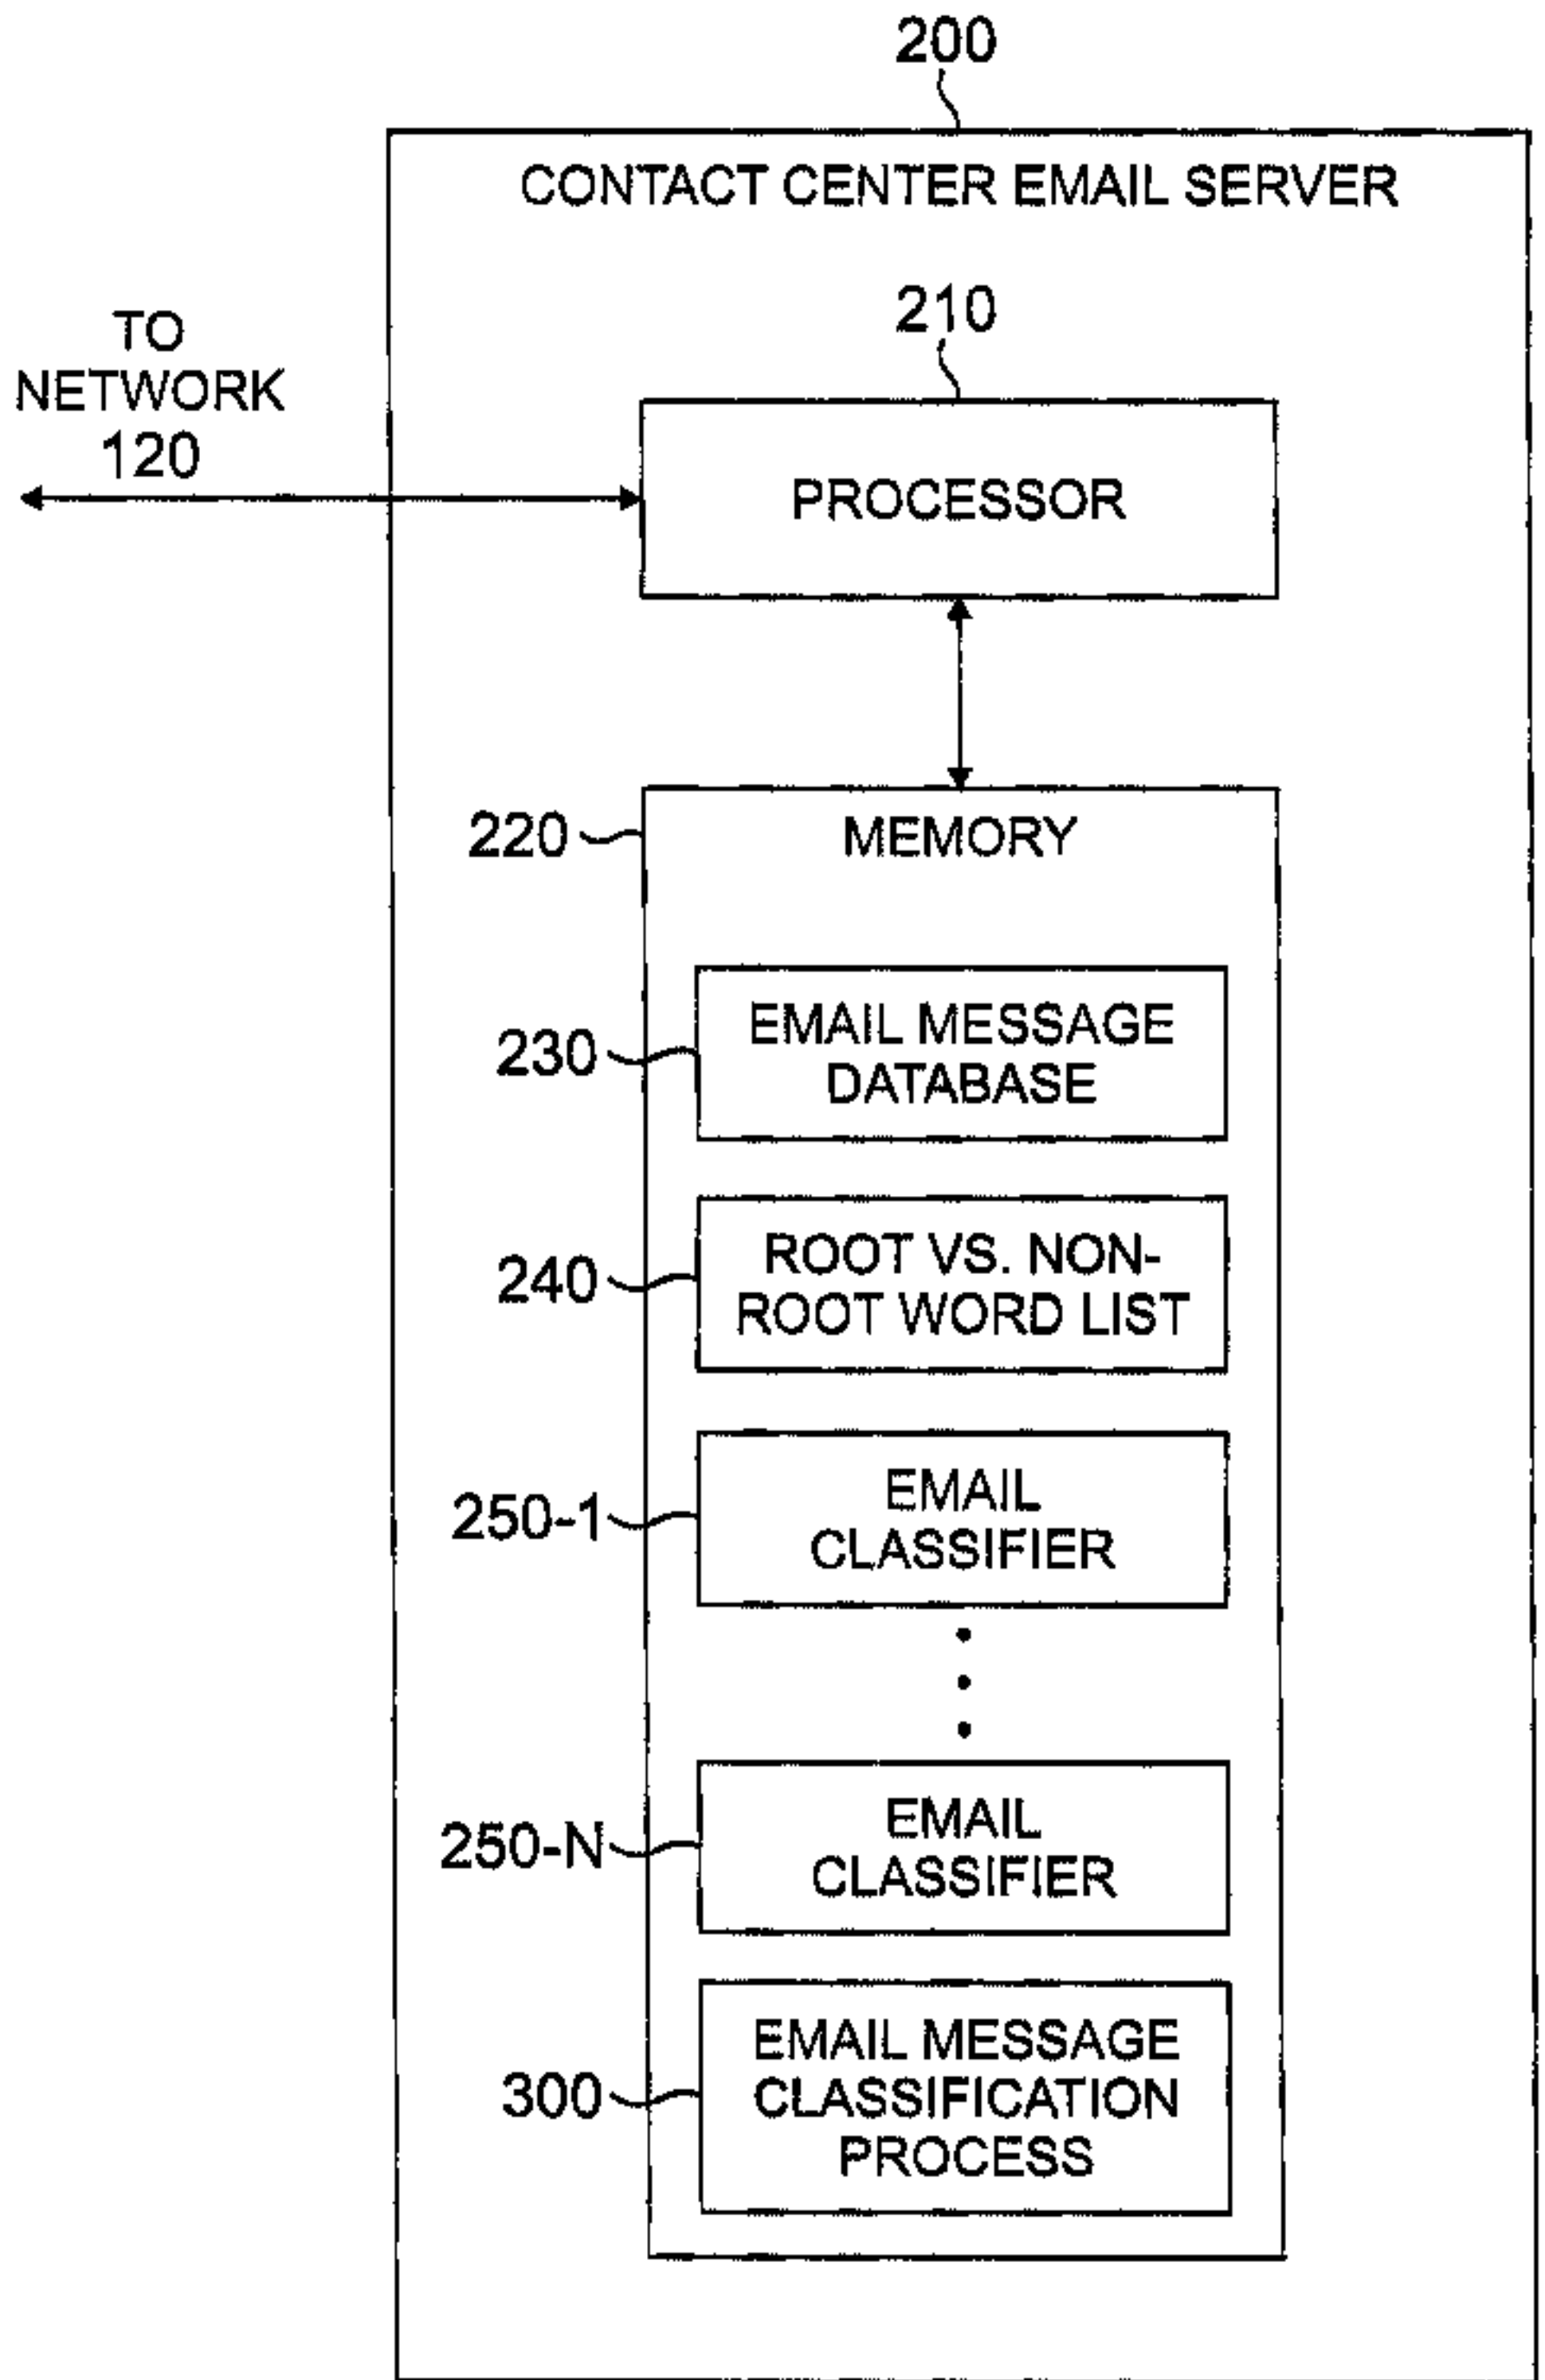 200
CONTACT CENTER EMAIL SERVER
210
TO
NETWORK
120
PROCESSOR
220
MEMORY
230
EMAIL MESSAGE
DATABASE
240
ROOT VS. NON-
ROOT WORD LIST
250-1
EMAIL
CLASSIFIER
250-N
EMAIL
CLASSIFIER
300
EMAIL MESSAGE
CLASSIFICATION
PROCESS